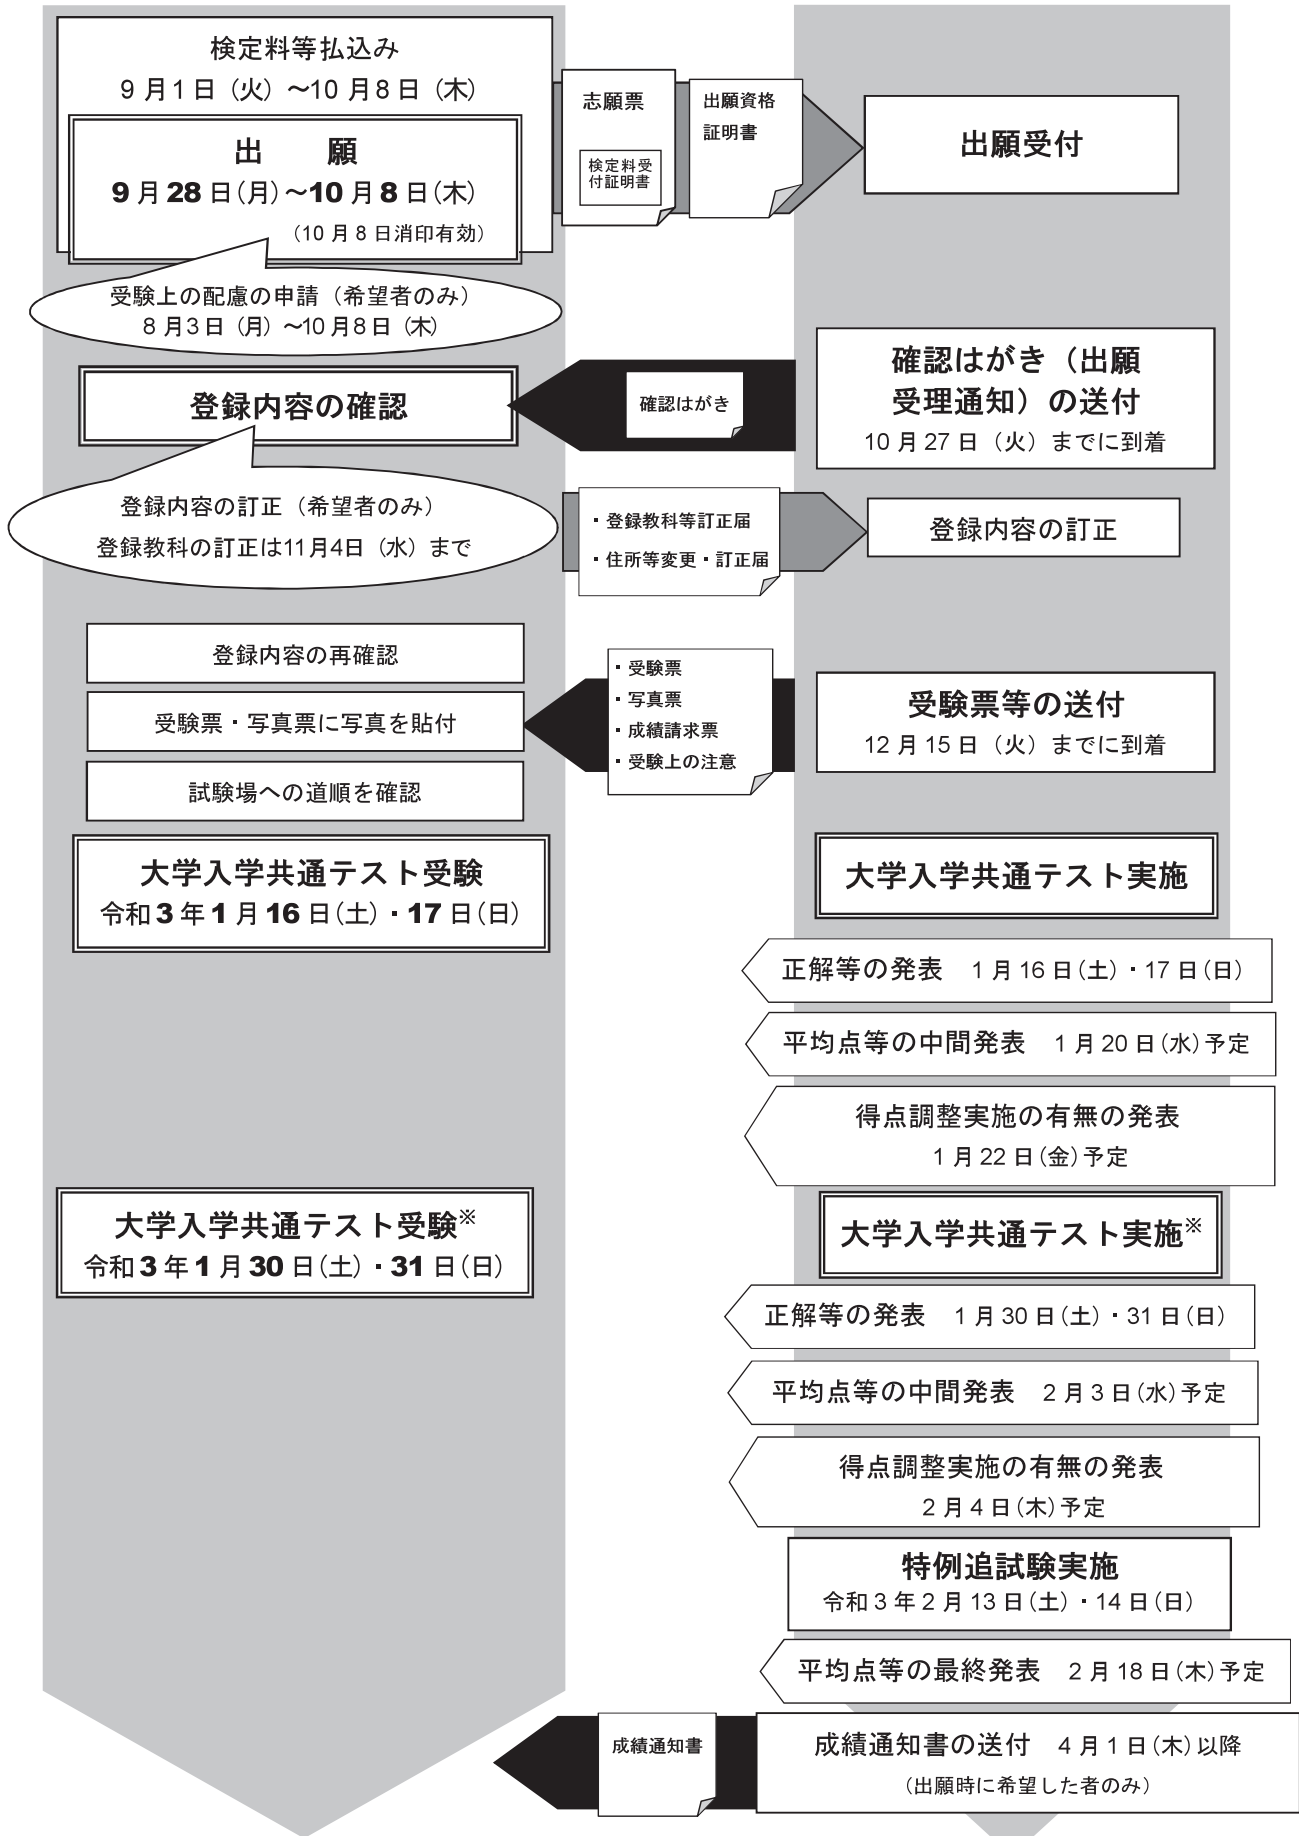 検定料等払込み
9月1日（火）～10月8日（木）
出　願
9月28日（月）～10月8日（木）
（10月8日消印有効）
志願票
検定料受
付証明書
出願資格
証明書
出願受付
受験上の配慮の申請（希望者のみ）
8月3日（月）～10月8日（木）
登録内容の確認
確認はがき
確認はがき（出願
受理通知）の送付
10月27日（火）までに到着
登録内容の訂正（希望者のみ）
登録教科の訂正は11月4日（水）まで
・登録教科等訂正届
・住所等変更・訂正届
登録内容の訂正
登録内容の再確認
受験票・写真票に写真を貼付
試験場への道順を確認
・受験票
・写真票
・成績請求票
・受験上の注意
受験票等の送付
12月15日（火）までに到着
大学入学共通テスト受験
令和3年1月16日（土）・17日（日）
大学入学共通テスト実施
正解等の発表　1月16日（土）・17日（日）
平均点等の中間発表　1月20日（水）予定
得点調整実施の有無の発表
1月22日（金）予定
大学入学共通テスト受験※
令和3年1月30日（土）・31日（日）
大学入学共通テスト実施※
正解等の発表　1月30日（土）・31日（日）
平均点等の中間発表　2月3日（水）予定
得点調整実施の有無の発表
2月4日（木）予定
特例追試験実施
令和3年2月13日（土）・14日（日）
平均点等の最終発表　2月18日（木）予定
成績通知書
成績通知書の送付　4月1日（木）以降
（出願時に希望した者のみ）